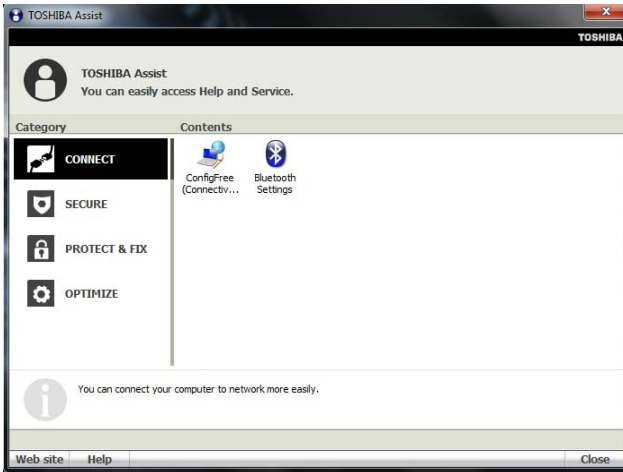 TOSHIBA Assist
TOSHIBA
TOSHIBA Assist
You can easily access Help and Service.
Category
Contents
CONNECT
SECURE
PROTECT & FIX
OPTIMIZE
ConfigFree
(Connectiv...
Bluetooth
Settings
You can connect your computer to network more easily.
Web site
Help
Close